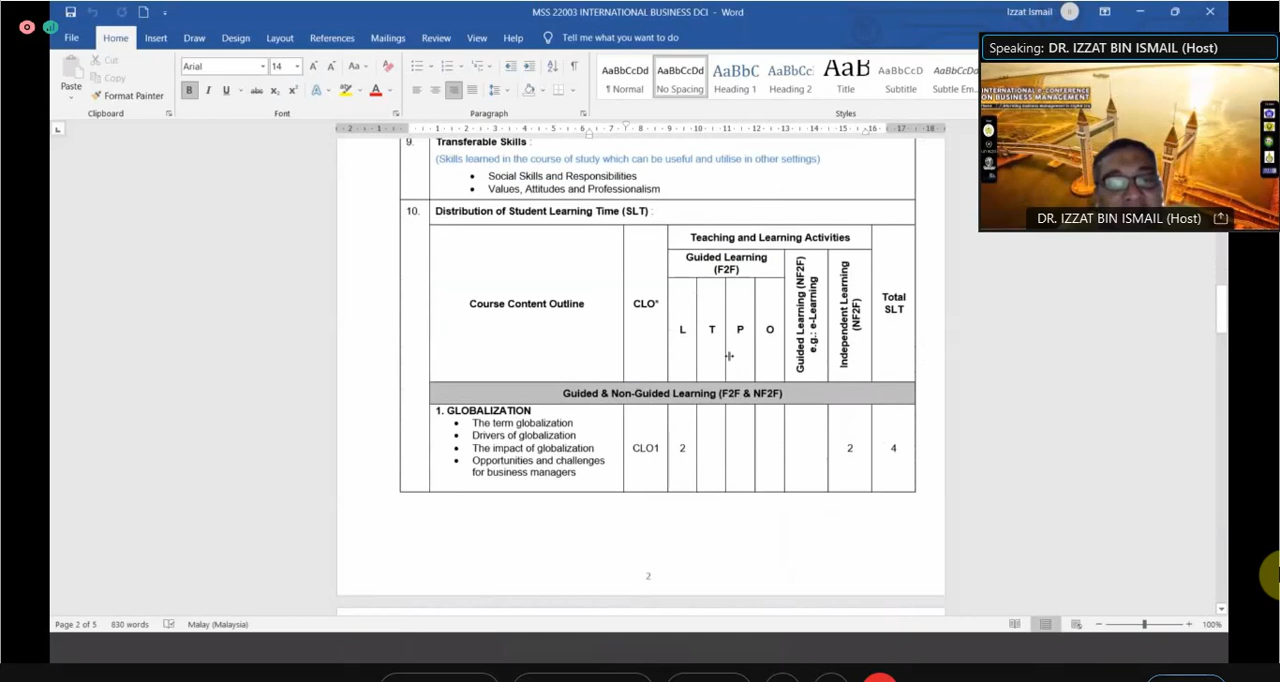 MSS 22003 INTERNATIONAL BUSINESS DCI - Word
Izzat Ismail
File Home Insert Draw Design Layout References Mailings Review View Help Tell me what you want to do
Paste
Cut
Copy
Format Painter
Arial 14
Clipboard Font Paragraph Styles
AaBbCcDd AaBbCcDd AaBbC AaBbCc AaB AaBbCcD AaBbCcDd
¶ Normal No Spacing Heading 1 Heading 2 Title Subtitle Subtle Em...
Speaking: DR. IZZAT BIN ISMAIL (Host)
INTERNATIONAL e-CONFERENCE
ON BUSINESS MANAGEMENT
DR. IZZAT BIN ISMAIL (Host)
9. Transferable Skills :
(Skills learned in the course of study which can be useful and utilise in other settings)
• Social Skills and Responsibilities
• Values, Attitudes and Professionalism
10. Distribution of Student Learning Time (SLT) :
Course Content Outline
CLO*
Teaching and Learning Activities
Guided Learning
(F2F)
L T P O
Guided Learning (NF2F)
e.g.: e-Learning
Independent Learning
(NF2F)
Total
SLT
Guided & Non-Guided Learning (F2F & NF2F)
1. GLOBALIZATION
• The term globalization
• Drivers of globalization
• The impact of globalization
• Opportunities and challenges
for business managers
CLO1 2 2 4
2
Page 2 of 5 830 words Malay (Malaysia) 100%